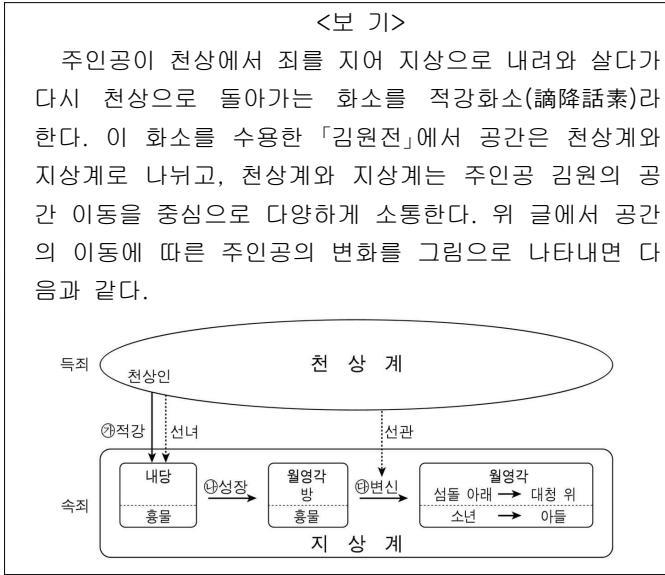 <보 기>
주인공이 천상에서 죄를 지어 지상으로 내려와 살다가
다시 천상으로 돌아가는 화소를 적강화소(謫降話素)라
한다. 이 화소를 수용한 「김원전」에서 공간은 천상계와
지상계로 나뉘고, 천상계와 지상계는 주인공 김원의 공
간 이동을 중심으로 다양하게 소통한다. 위 글에서 공간
의 이동에 따른 주인공의 변화를 그림으로 나타내면 다
음과 같다.
득죄
천상인
천 상 계
㉮적강
선녀
선관
속죄
내당
흉물
㉯성장
월영각
방
흉물
㉰변신
월영각
섬돌 아래 → 대청 위
소년 → 아들
지 상 계